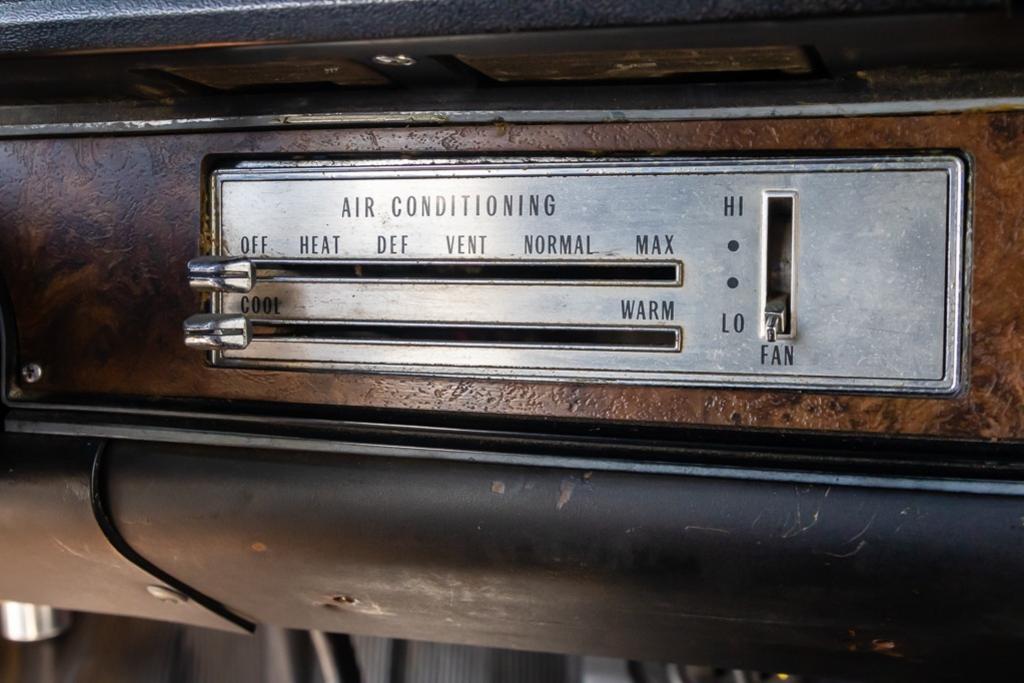 AIR CONDITIONING
HI
OFF HEAT DEF VENT NORMAL MAX
COOL WARM
LO
FAN